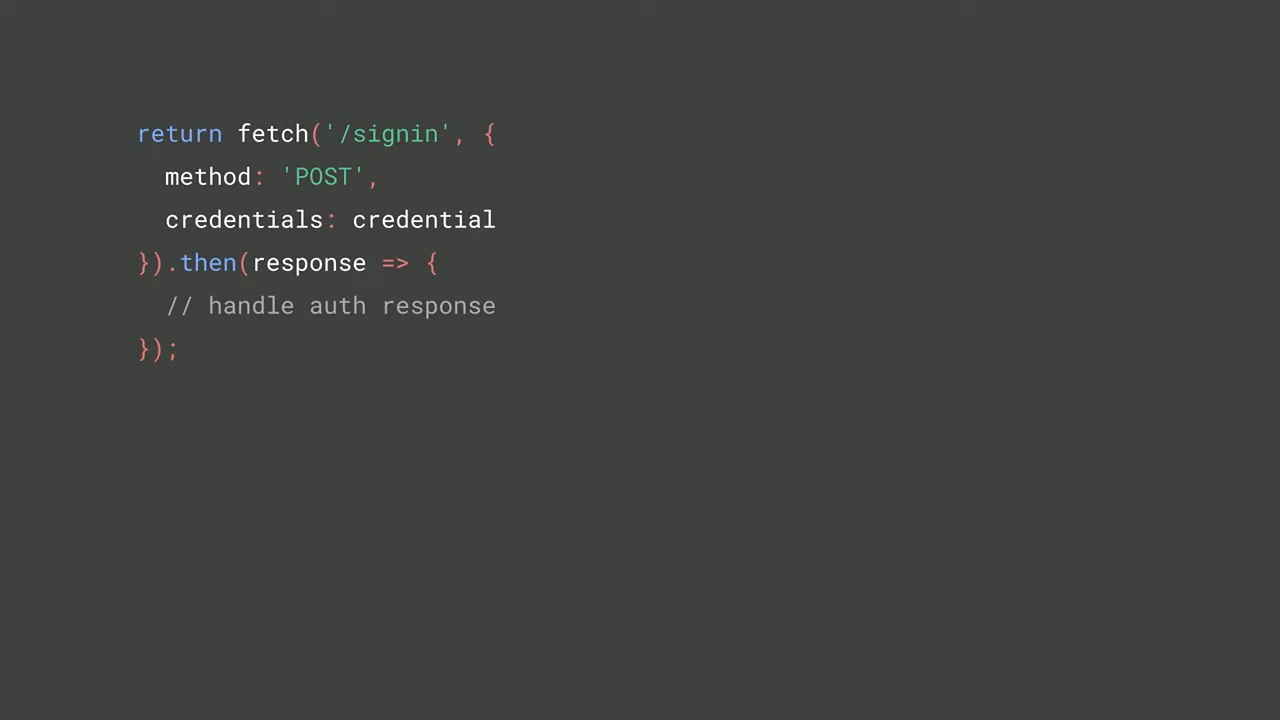 return fetch('/signin', {
  method: 'POST',
  credentials: credential
}).then(response => {
  // handle auth response
});